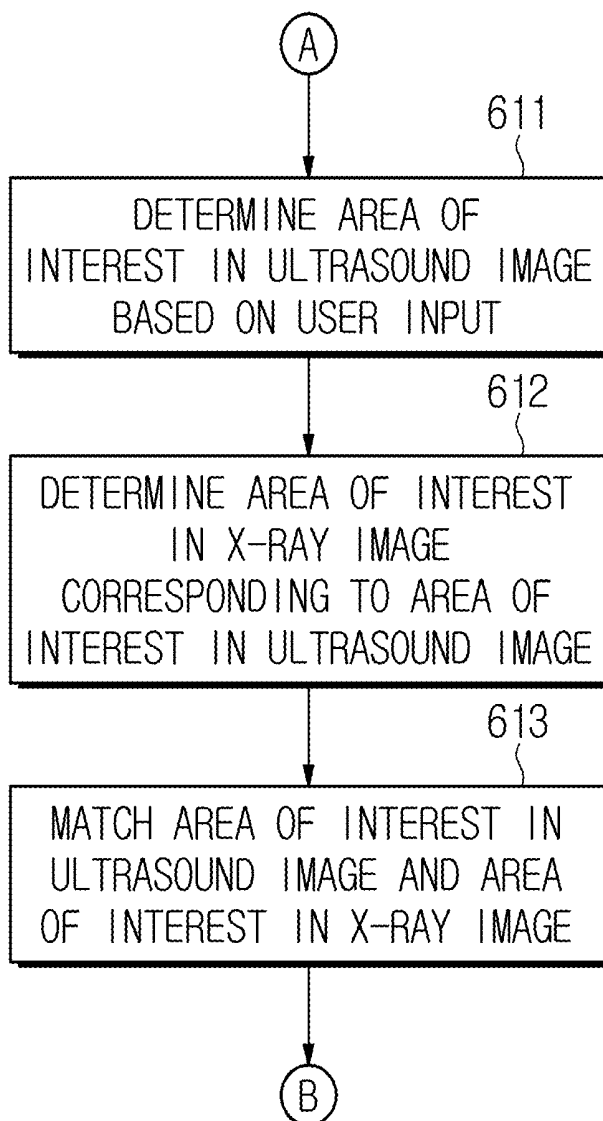 A
611
DETERMINE AREA OF
INTEREST IN ULTRASOUND IMAGE
BASED ON USER INPUT
612
DETERMINE AREA OF INTEREST
IN X-RAY IMAGE
CORRESPONDING TO AREA OF
INTEREST IN ULTRASOUND IMAGE
613
MATCH AREA OF INTEREST IN
ULTRASOUND IMAGE AND AREA
OF INTEREST IN X-RAY IMAGE
B